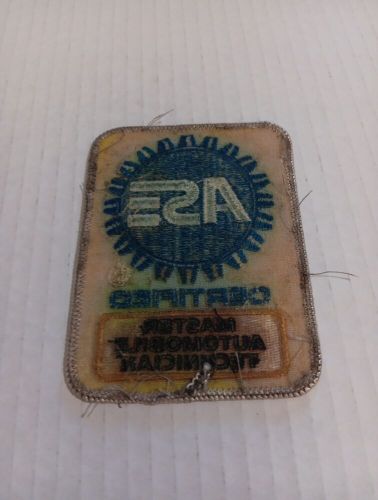 ASE
CERTIFIED
MASTER
AUTOMOBILE
TECHNICIAN